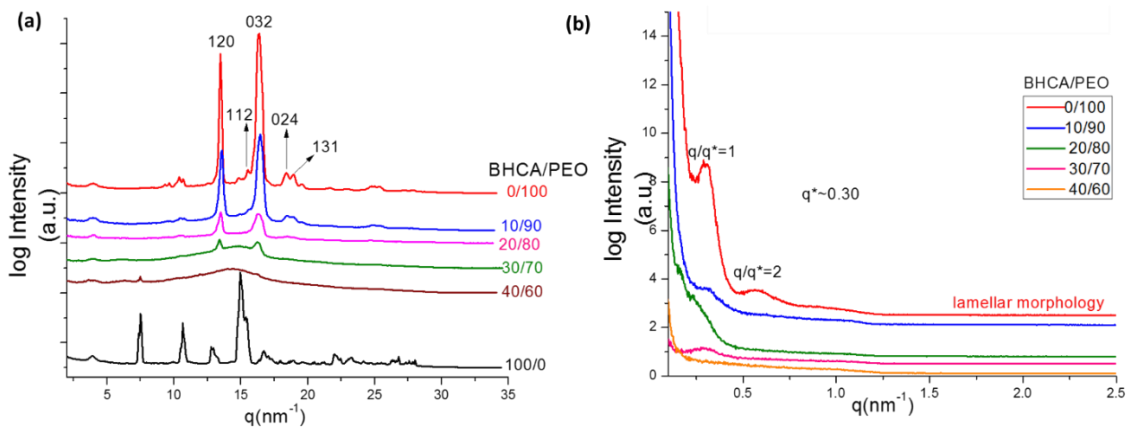 (a)
032
120
112
024
131
BHCA/PEO
0/100
10/90
20/80
30/70
40/60
100/0
log Intensity
(a.u.)
5 10 15 20 25 30 35
q(nm⁻¹)
(b)
15
14
12
10
8
6
4
2
0
BHCA/PEO
0/100
10/90
20/80
30/70
40/60
q/q*=1
q*~0.30
q/q*=2
lamellar morphology
log Intensity
(a.u.)
0.5 1.0 1.5 2.0 2.5
q(nm⁻¹)